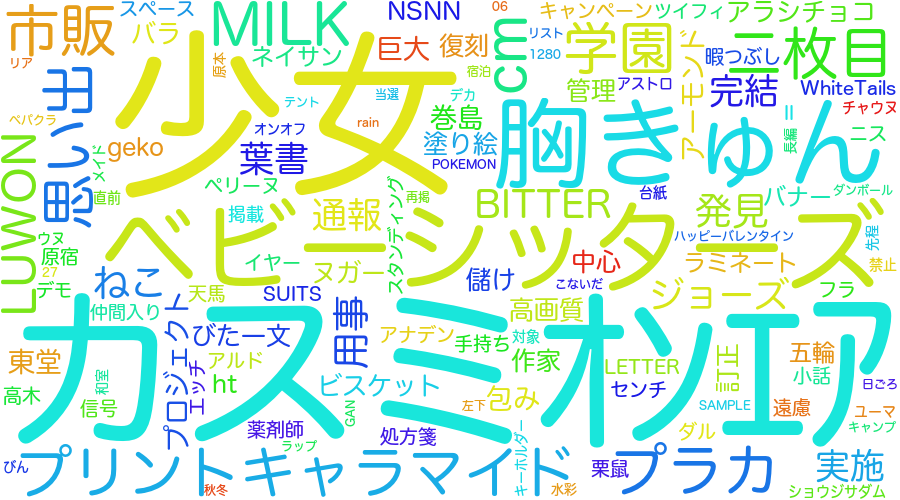 スペース
NSNN
06
キャンペーン
ツイフィ
アラシチョコ
市販
バラ
MILK
ネイサン
巨大
復刻
cm
リスト
1280
学園
アーモンド
暇つぶし
二枚目
リア
原本
宿泊
管理
アストロ
完結
WhiteTails
思い出
少女
テント
当選
デカ
チャウヌ
ベバクラ
オンオフ
rain
巻島
胸きゅん
長編
ニス
geko
葉書
塗り絵
POKEMON
LUWON
メイド
直前
ペリーヌ
再掲
台紙
バナー
ダンボール
掲載
通報
スタンディング
BITTER
発見
ハッピーバレンタイン
先程
ウヌ
原宿
27
ベビーシッターズ
イヤー
ヌガー
中心
ラミネート
禁止
デモ
ねこ
天馬
SUITS
儲け
こないだ
ジョーズ
フラ
仲間入り
プロジェクト
びた一文
用事
アナデン
高画質
手持ち
対象
カスミオンエア
東堂
アルド
作家
LETTER
訂正
五輪
小話
高木
エッチ
和室
ht
ビスケット
包み
センチ
日ごろ
信号
GAN
左下
SAMPLE
遠慮
ユーマ
薬剤師
処方箋
キーホルダー
ダル
キャンプ
ラップ
びん
プリントキャラマイド
栗鼠
プラカ
実施
秋冬
水彩
ショウジサダム